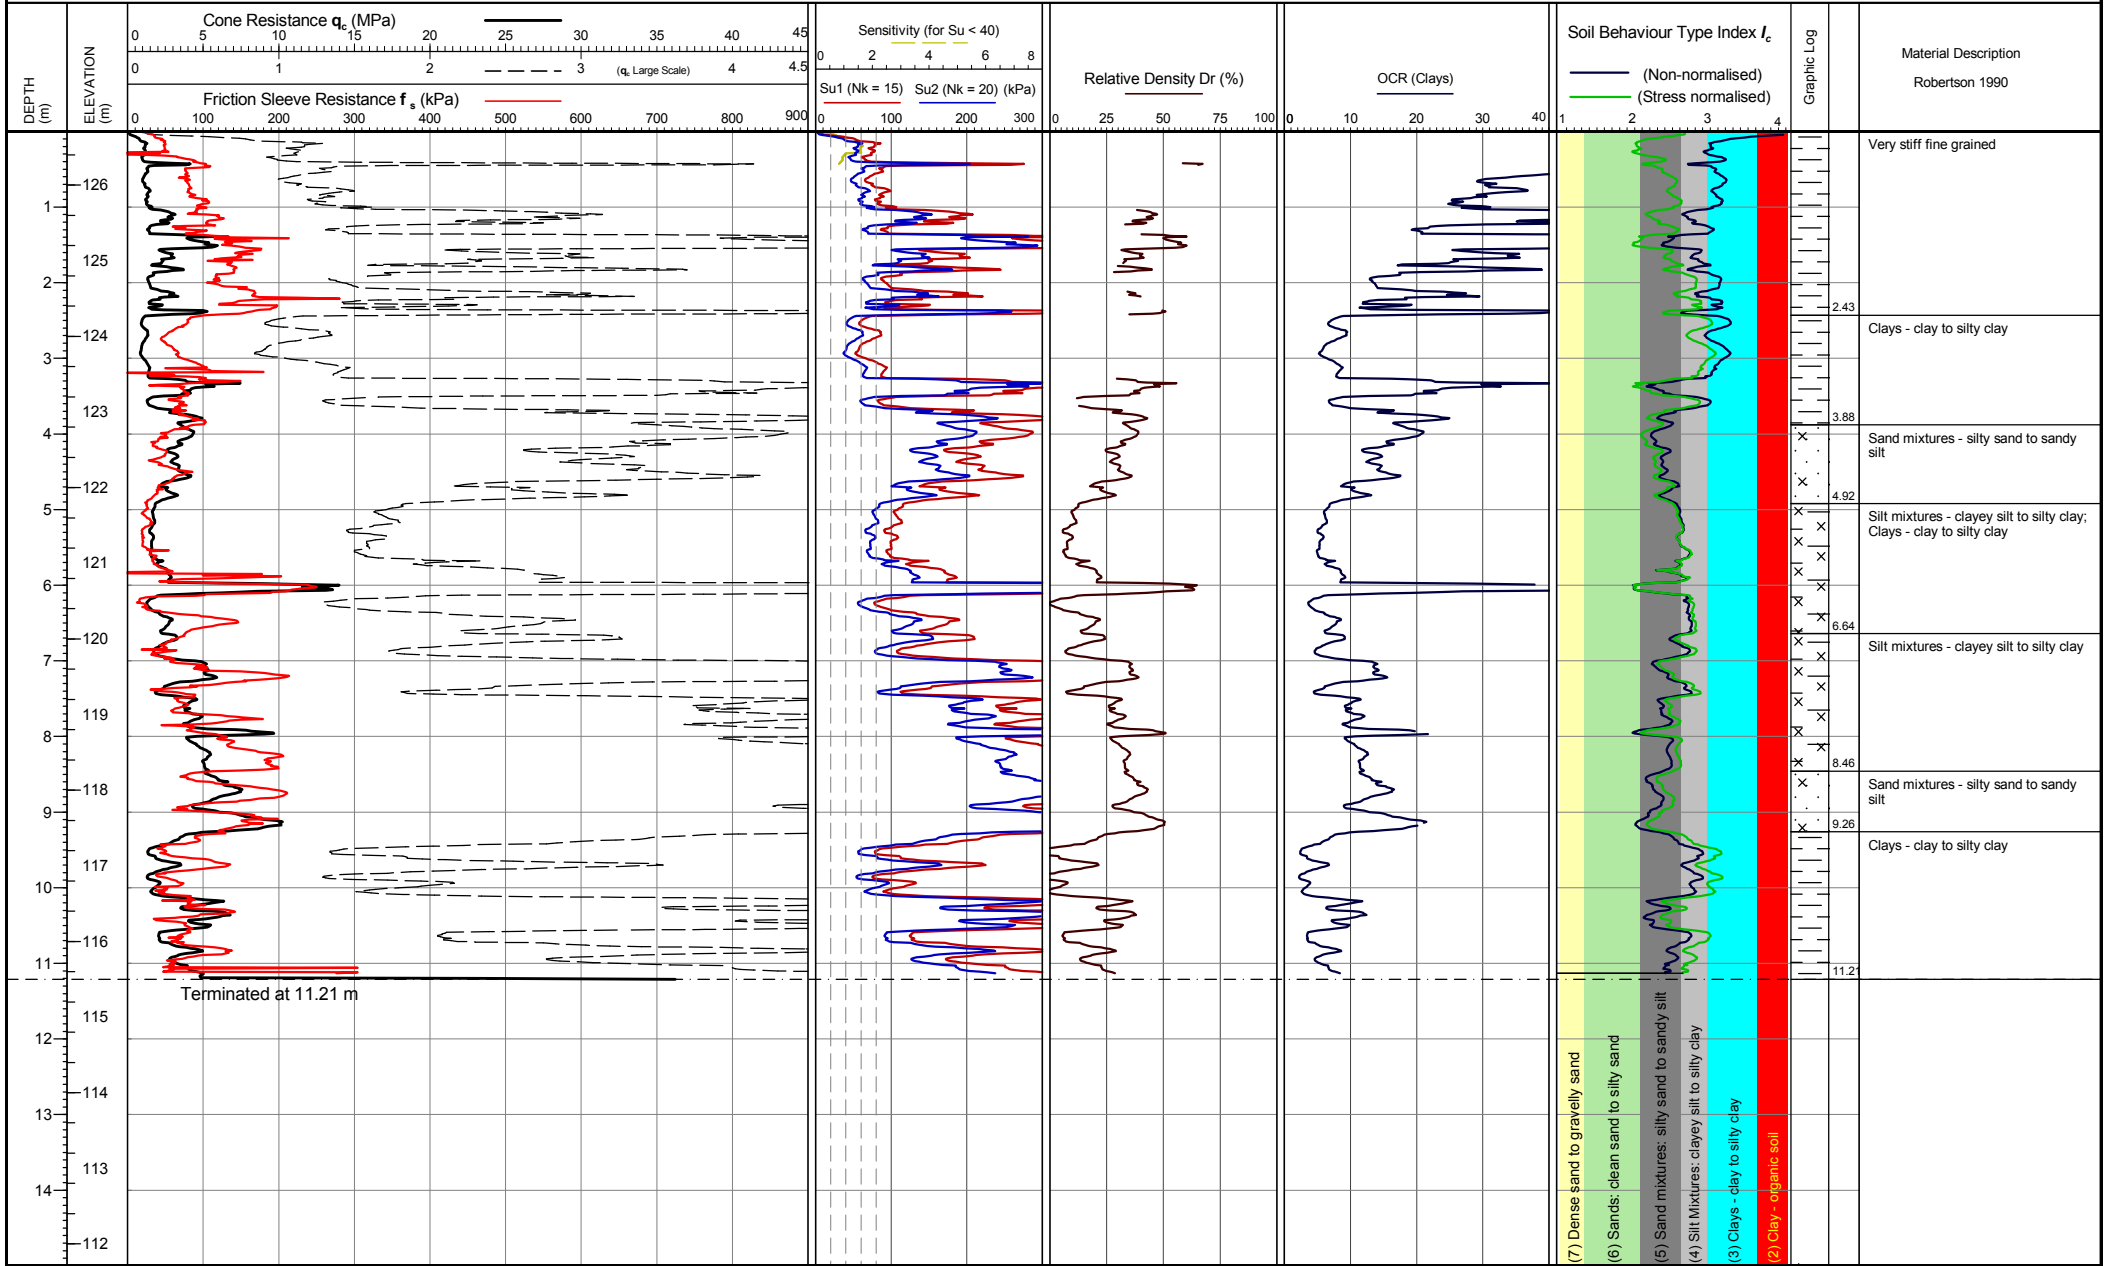 DEPTH (m)
ELEVATION (m)
Cone Resistance qc (MPa)
0 5 10 15 20 25 30 35 40 45
0 1 2 3 (qc Large Scale) 4 4.5
Friction Sleeve Resistance fs (kPa)
100 200 300 400 500 600 700 800 900
Sensitivity (for Su < 40)
0 2 4 6 8
Su1 (Nk = 15) Su2 (Nk = 20) (kPa)
0 100 200 300
Relative Density Dr (%)
0 25 50 75 100
OCR (Clays)
0 10 20 30 40
Soil Behaviour Type Index Ic
(Non-normalised)
(Stress normalised)
1 2 3 4
Graphic Log
Material Description
Robertson 1990
Very stiff fine grained
126
1
125
2
2.43
124
Clays - clay to silty clay
3
123
3.88
4
Sand mixtures - silty sand to sandy
silt
122
4.92
5
Silt mixtures - clayey silt to silty clay;
Clays - clay to silty clay
121
6
6.64
120
Silt mixtures - clayey silt to silty clay
7
119
8
8.46
118
Sand mixtures - silty sand to sandy
silt
9
9.26
117
Clays - clay to silty clay
10
116
11
11.21
Terminated at 11.21 m
115
12
114
13
113
14
112
(7) Dense sand to gravelly sand
(6) Sands: clean sand to silty sand
(5) Sand mixtures: silty sand to sandy silt
(4) Silt Mixtures: clayey silt to silty clay
(3) Clays - clay to silty clay
(2) Clay - organic soil